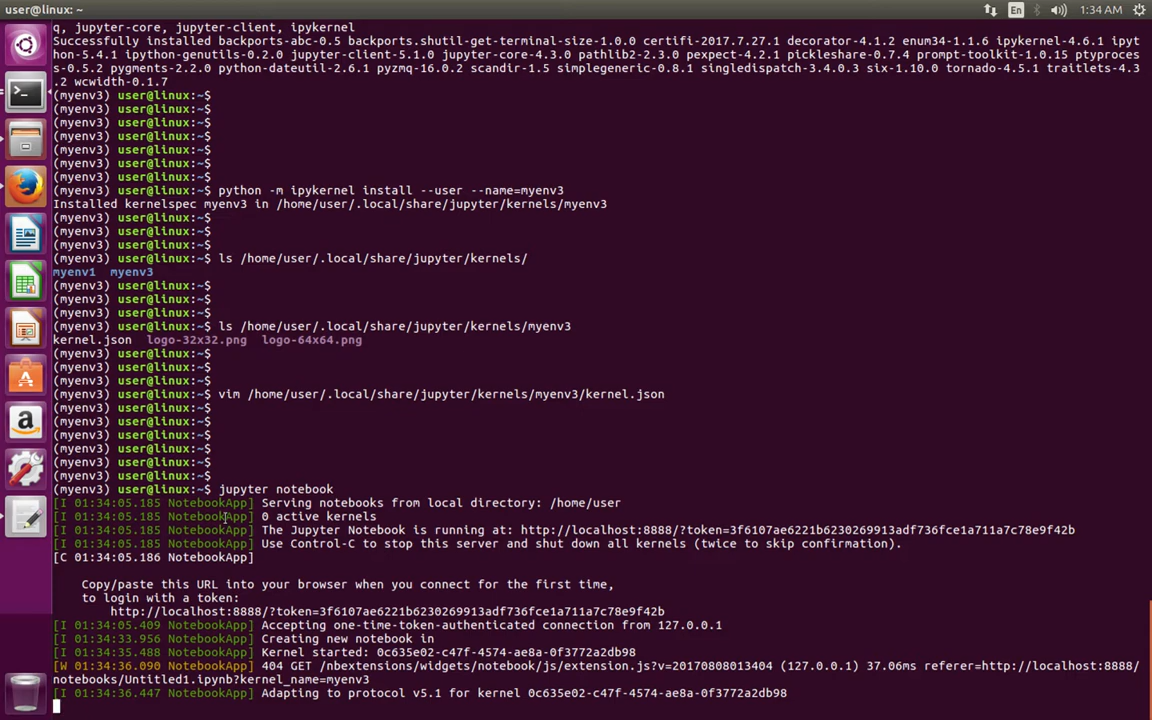 user@linux: ~
En
1:34 AM
q, jupyter-core, jupyter-client, ipykernel
Successfully installed backports-abc-0.5 backports.shutil-get-terminal-size-1.0.0 certifi-2017.7.27.1 decorator-4.1.2 enum34-1.1.6 ipykernel-4.6.1 ipyt
hon-5.4.1 ipython-genutils-0.2.0 jupyter-client-5.1.0 jupyter-core-4.3.0 pathlib2-2.3.0 pexpect-4.2.1 pickleshare-0.7.4 prompt-toolkit-1.0.15 ptyproces
s-0.5.2 pygments-2.2.0 python-dateutil-2.6.1 pyzmq-16.0.2 scandir-1.5 simplegeneric-0.8.1 singledispatch-3.4.0.3 six-1.10.0 tornado-4.5.1 traitlets-4.3
.2 wcwidth-0.1.7
(myenv3) user@linux:~$
(myenv3) user@linux:~$
(myenv3) user@linux:~$
(myenv3) user@linux:~$
(myenv3) user@linux:~$
(myenv3) user@linux:~$
(myenv3) user@linux:~$
(myenv3) user@linux:~$ python -m ipykernel install --user --name=myenv3
Installed kernelspec myenv3 in /home/user/.local/share/jupyter/kernels/myenv3
(myenv3) user@linux:~$
(myenv3) user@linux:~$
(myenv3) user@linux:~$
(myenv3) user@linux:~$ ls /home/user/.local/share/jupyter/kernels/
myenv1 myenv3
(myenv3) user@linux:~$
(myenv3) user@linux:~$
(myenv3) user@linux:~$
(myenv3) user@linux:~$ ls /home/user/.local/share/jupyter/kernels/myenv3
kernel.json logo-32x32.png logo-64x64.png
(myenv3) user@linux:~$
(myenv3) user@linux:~$
(myenv3) user@linux:~$
(myenv3) user@linux:~$ vim /home/user/.local/share/jupyter/kernels/myenv3/kernel.json
(myenv3) user@linux:~$
(myenv3) user@linux:~$
(myenv3) user@linux:~$
(myenv3) user@linux:~$
(myenv3) user@linux:~$
(myenv3) user@linux:~$
(myenv3) user@linux:~$ jupyter notebook
[I 01:34:05.185 NotebookApp] Serving notebooks from local directory: /home/user
[I 01:34:05.185 NotebookApp] 0 active kernels
[I 01:34:05.185 NotebookApp] The Jupyter Notebook is running at: http://localhost:8888/?token=3f6107ae6221b6230269913adf736fce1a711a7c78e9f42b
[I 01:34:05.185 NotebookApp] Use Control-C to stop this server and shut down all kernels (twice to skip confirmation).
[C 01:34:05.186 NotebookApp]
Copy/paste this URL into your browser when you connect for the first time,
to login with a token:
http://localhost:8888/?token=3f6107ae6221b6230269913adf736fce1a711a7c78e9f42b
[I 01:34:05.409 NotebookApp] Accepting one-time-token-authenticated connection from 127.0.0.1
[I 01:34:33.956 NotebookApp] Creating new notebook in
[I 01:34:35.488 NotebookApp] Kernel started: 0c635e02-c47f-4574-ae8a-0f3772a2db98
[W 01:34:36.090 NotebookApp] 404 GET /nbextensions/widgets/notebook/js/extension.js?v=20170808013404 (127.0.0.1) 37.06ms referer=http://localhost:8888/
notebooks/Untitled1.ipynb?kernel_name=myenv3
[I 01:34:36.447 NotebookApp] Adapting to protocol v5.1 for kernel 0c635e02-c47f-4574-ae8a-0f3772a2db98